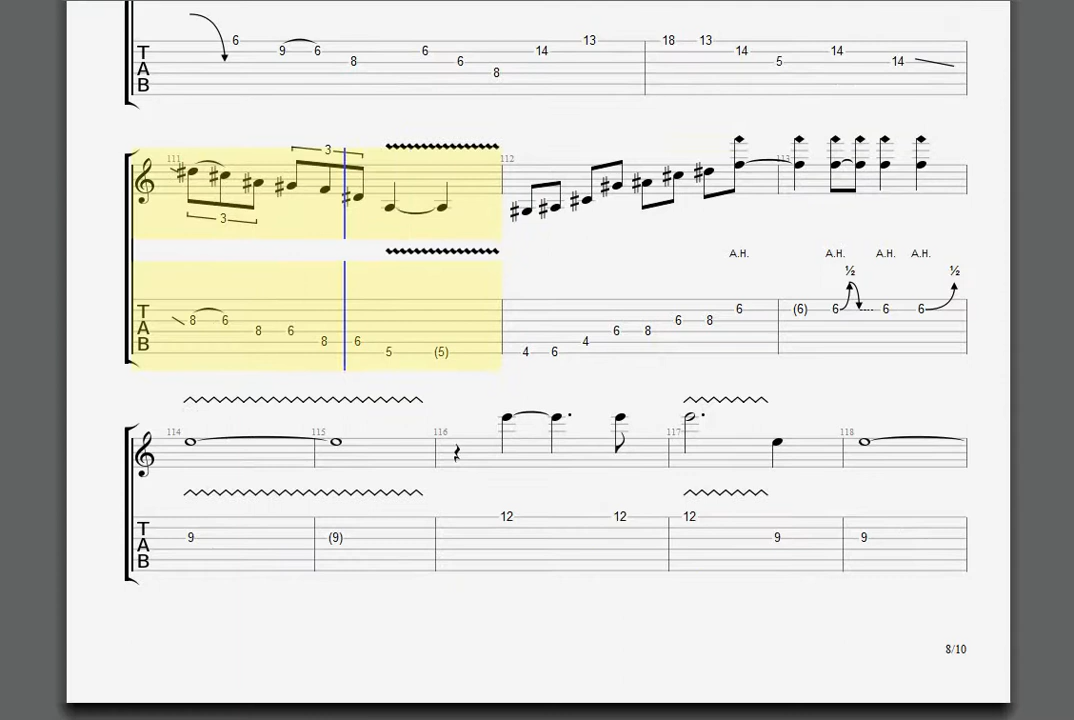 T A B 6 9 6 8 6 6 8 14 13 18 13 14 5 14 14
111 3 3 112 113
A.H. A.H. A.H. A.H.
½ ½
T A B 8 6 8 6 8 6 5 (5) 4 6 4 6 8 6 8 6 (6) 6 6 6
114 115 116 117 118
T A B 9 (9) 12 12 12 9 9
8/10